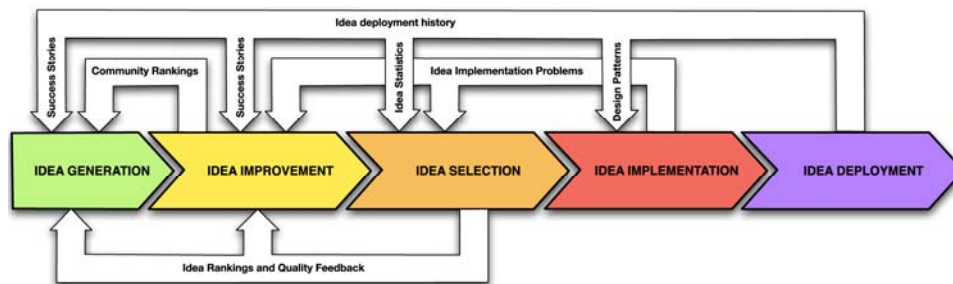 Idea deployment history
Success Stories
Community Rankings
Success Stories
Idea Statistics
Idea Implementation Problems
Design Patterns
IDEA GENERATION
IDEA IMPROVEMENT
IDEA SELECTION
IDEA IMPLEMENTATION
IDEA DEPLOYMENT
Idea Rankings and Quality Feedback